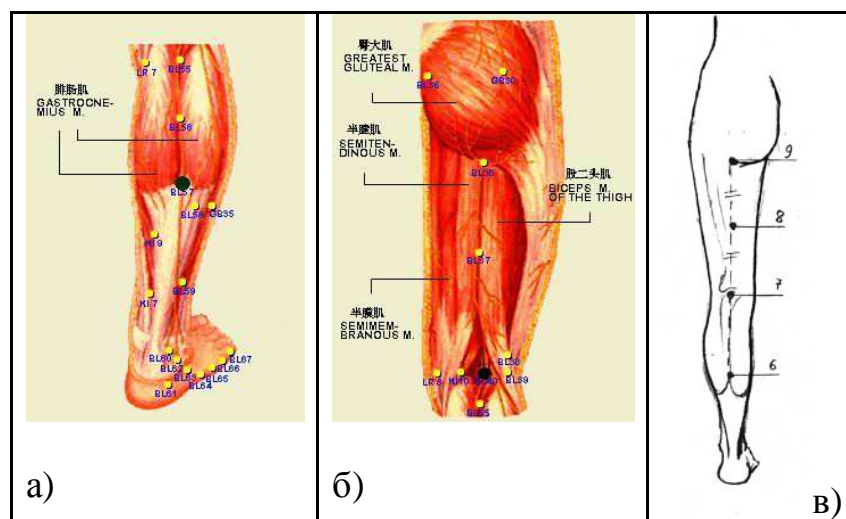 LR 7
BL55
腓肠肌
GASTROCNE-
MIUS M.
BL56
BL57
BL58
GB35
KI 9
BL59
KI 7
BL60
BL67
BL62
BL66
BL63
BL65
BL64
BL61
а)
臀大肌
GREATEST
GLUTEAL M.
BL35
GB30
半腱肌
SEMITEN-
DINOUS M.
BL36
股二头肌
BICEPS M.
OF THE THIGH
BL37
半膜肌
SEMIMEM-
BRANOUS M.
BL38
LR 8
KI10
BL39
BL55
б)
9
8
7
6
в)